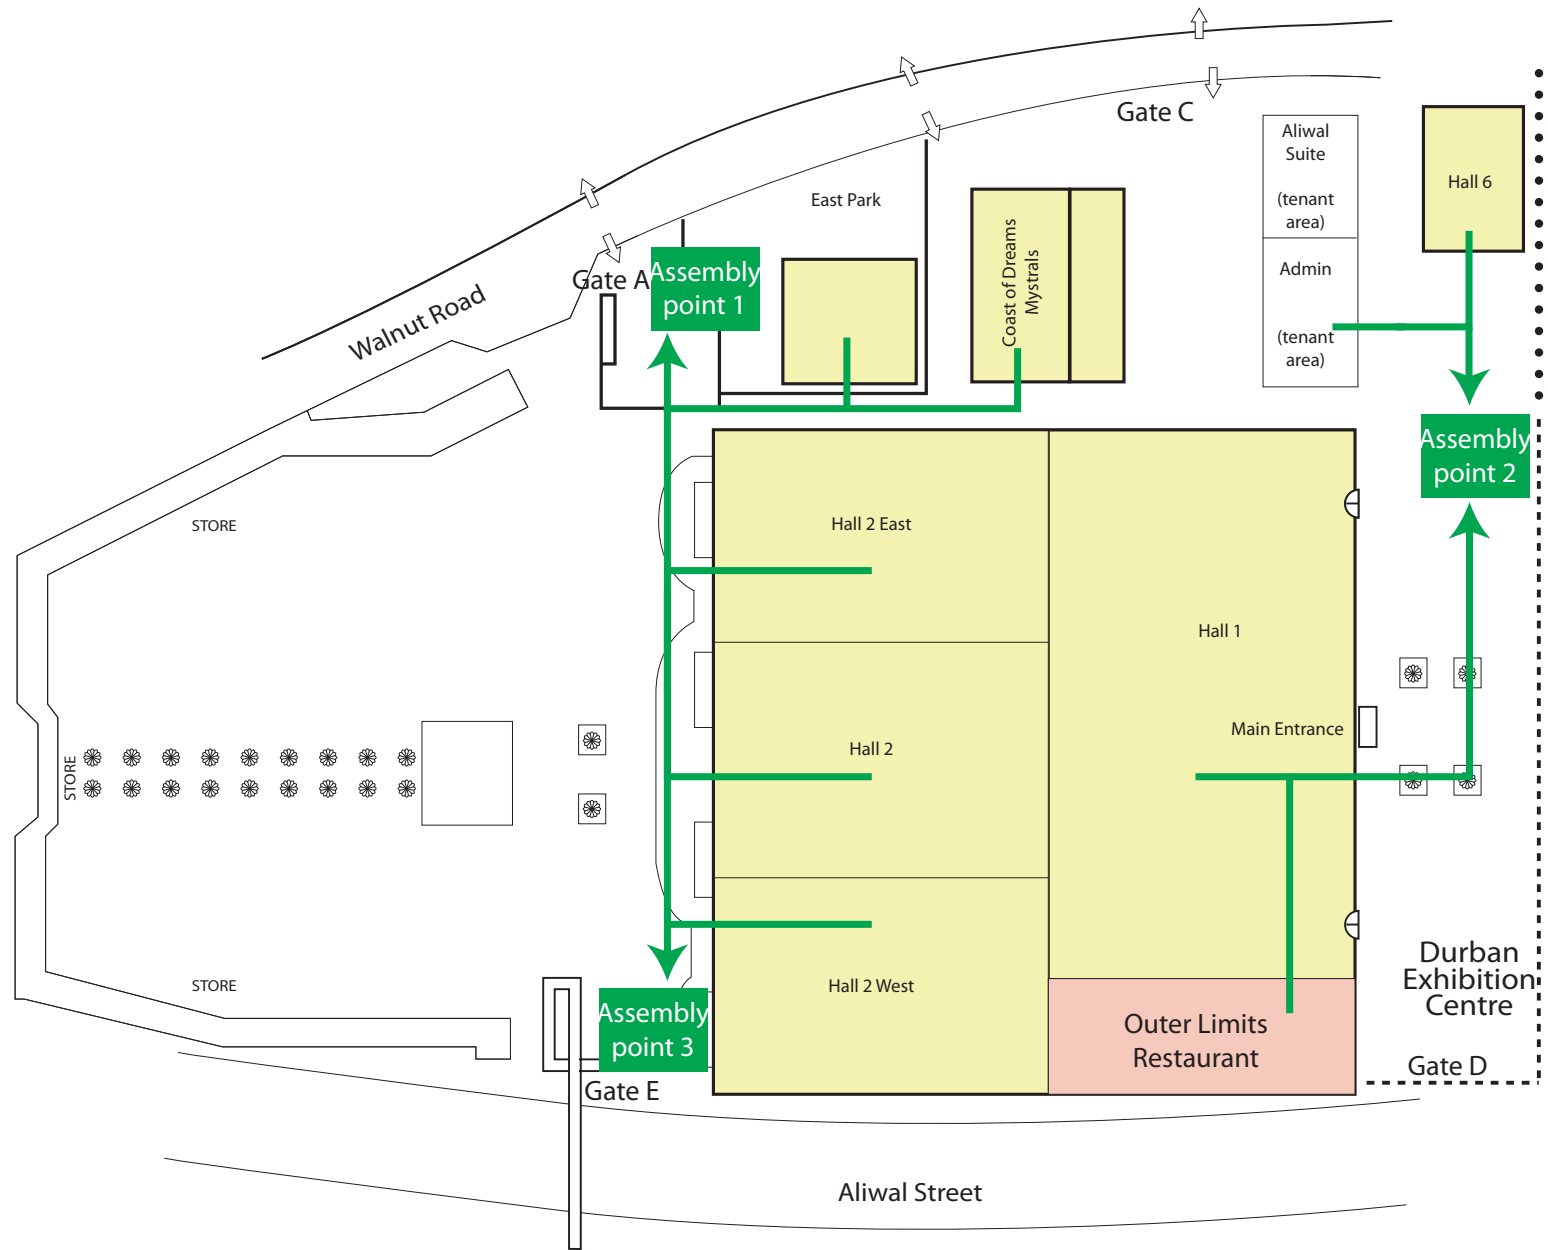 Gate C
Aliwal
Suite
(tenant
area)
Hall 6
East Park
Coast of Dreams
Mystrals
Admin
(tenant
area)
Gate A
Assembly
point 1
Walnut Road
Assembly
point 2
STORE
Hall 2 East
Hall 1
Main Entrance
Hall 2
STORE
STORE
Hall 2 West
Durban
Exhibition
Centre
Assembly
point 3
Outer Limits
Restaurant
Gate D
Gate E
Aliwal Street